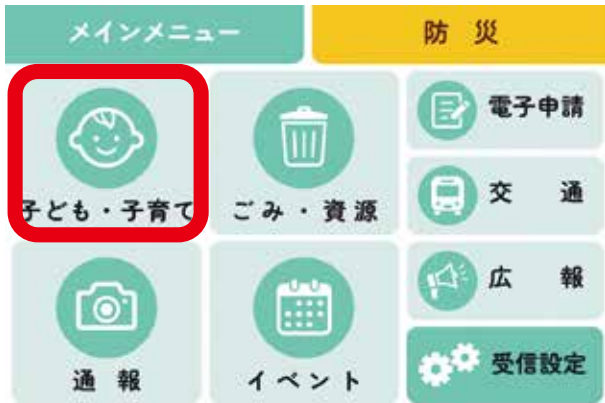 メインメニュー
防災
子ども・子育て
ごみ・資源
電子申請
交通
広報
通報
イベント
受信設定